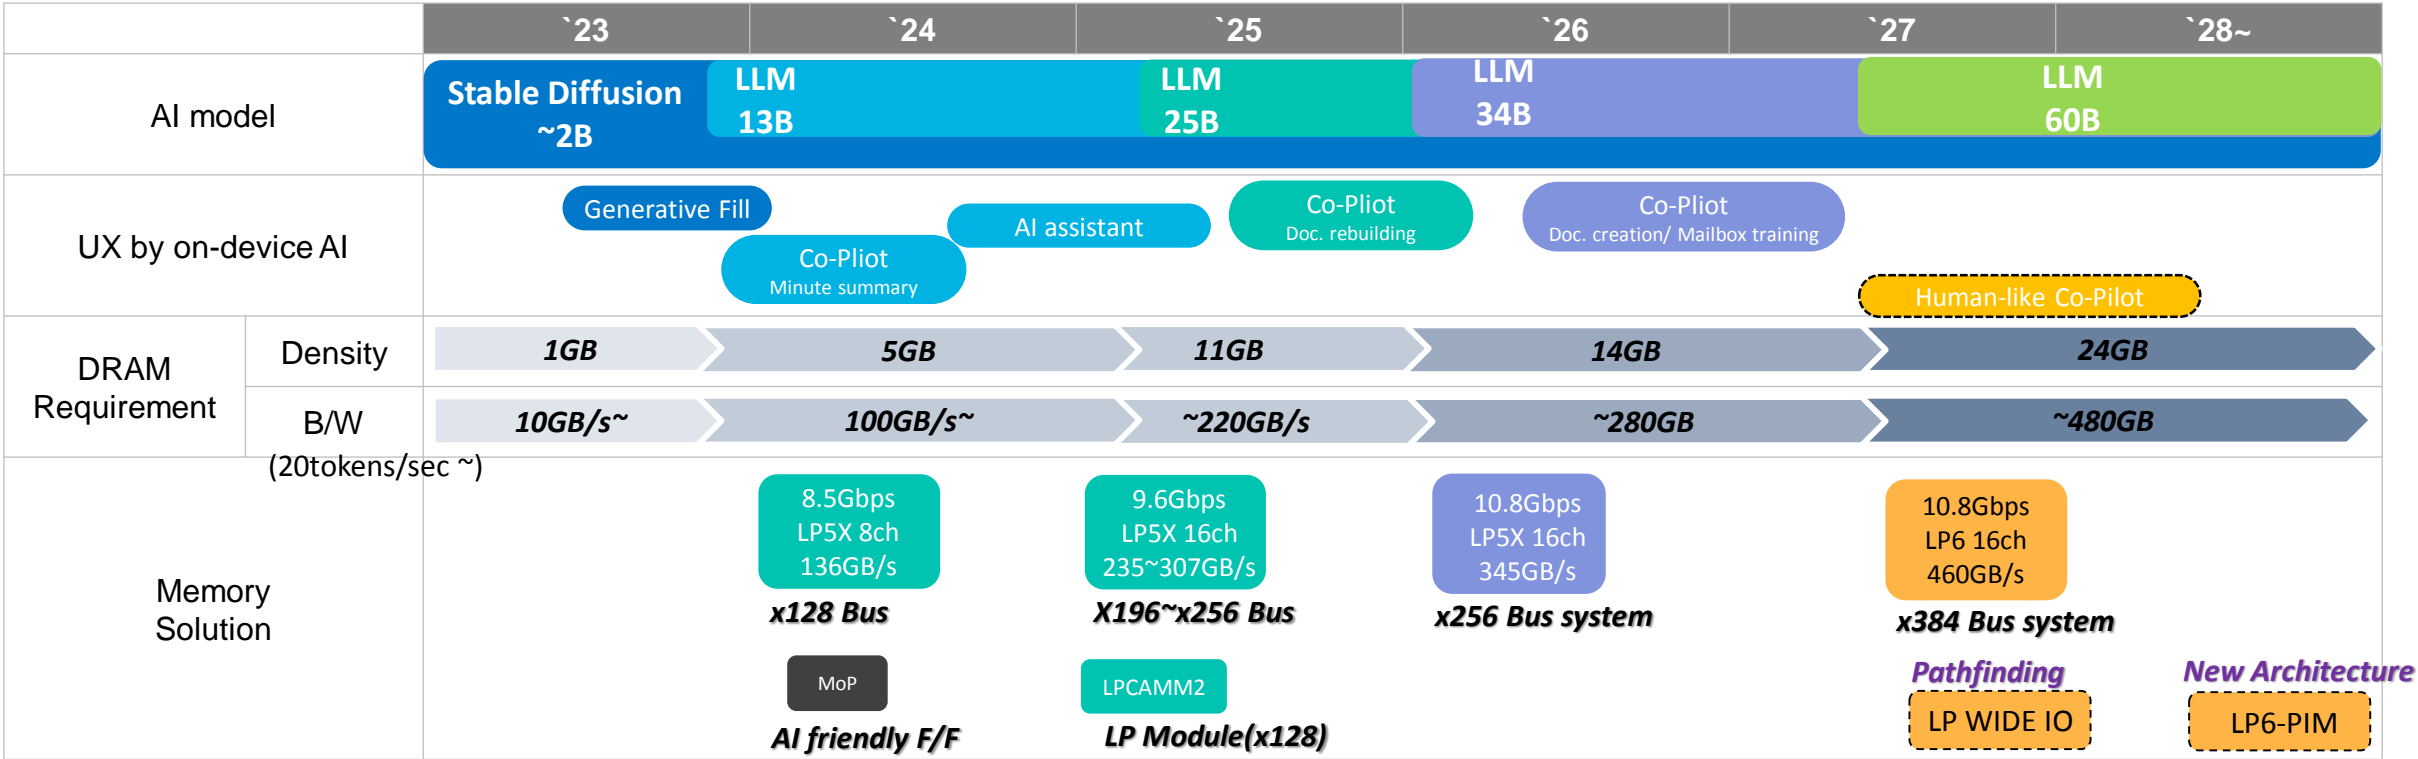 `23 `24 `25 `26 `27 `28~
AI model
Stable Diffusion
~2B
LLM
13B
LLM
25B
LLM
34B
LLM
60B
UX by on-device AI
Generative Fill
Co-Pliot
Minute summary
AI assistant
Co-Pliot
Doc. rebuilding
Co-Pliot
Doc. creation/ Mailbox training
Human-like Co-Pilot
DRAM
Requirement
Density
1GB 5GB 11GB 14GB 24GB
B/W
(20tokens/sec ~)
10GB/s~ 100GB/s~ ~220GB/s ~280GB ~480GB
Memory
Solution
8.5Gbps
LP5X 8ch
136GB/s
x128 Bus
MoP
AI friendly F/F
9.6Gbps
LP5X 16ch
235~307GB/s
X196~x256 Bus
LPCAMM2
LP Module(x128)
10.8Gbps
LP5X 16ch
345GB/s
x256 Bus system
10.8Gbps
LP6 16ch
460GB/s
x384 Bus system
Pathfinding
LP WIDE IO
New Architecture
LP6-PIM